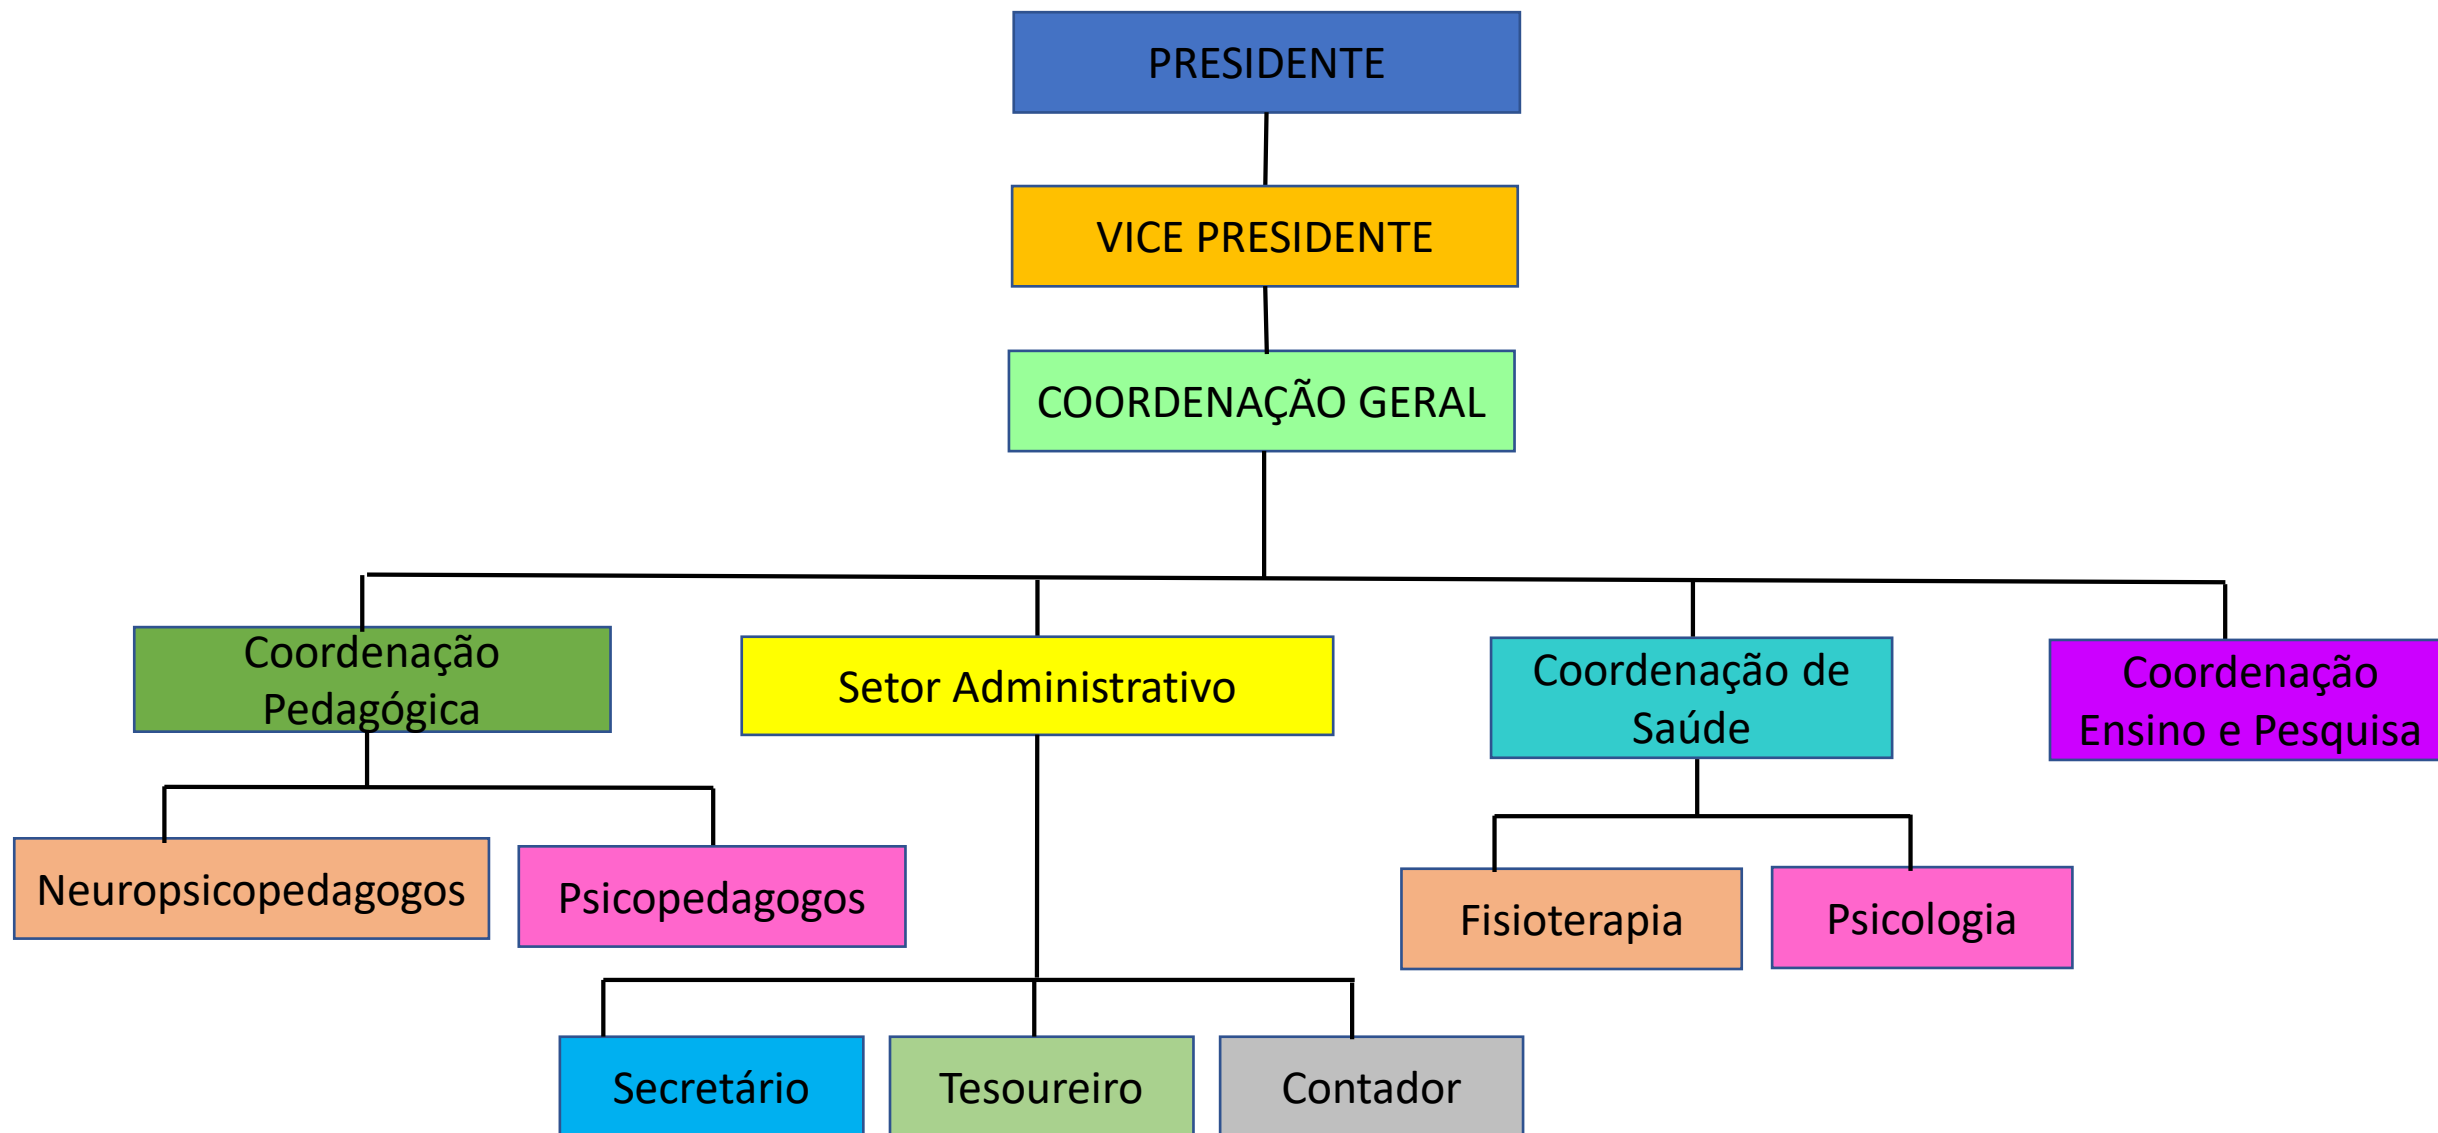 PRESIDENTE
VICE PRESIDENTE
COORDENAÇÃO GERAL
Coordenação
Pedagógica
Setor Administrativo
Coordenação de
Saúde
Coordenação
Ensino e Pesquisa
Neuropsicopedagogos
Psicopedagogos
Fisioterapia
Psicologia
Secretário
Tesoureiro
Contador